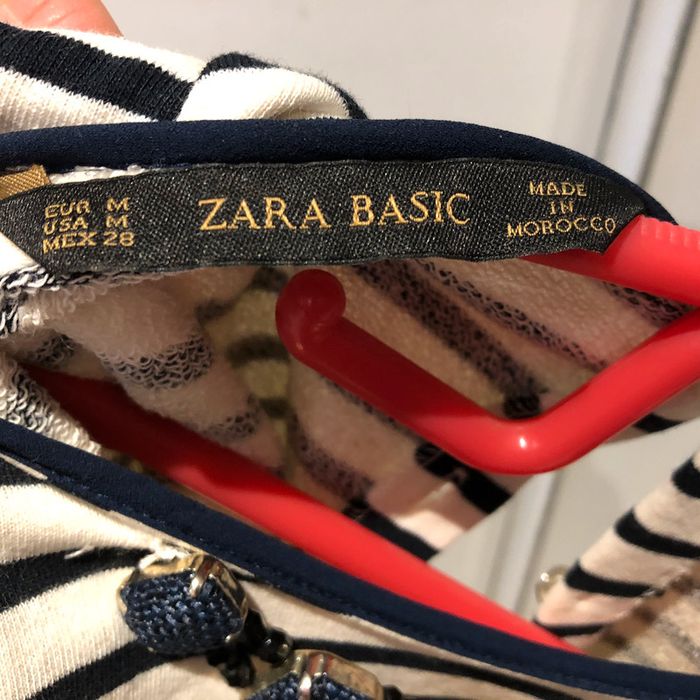 EUR M
USA M
MEX 28
ZARA BASIC
MADE
IN
MOROCCO